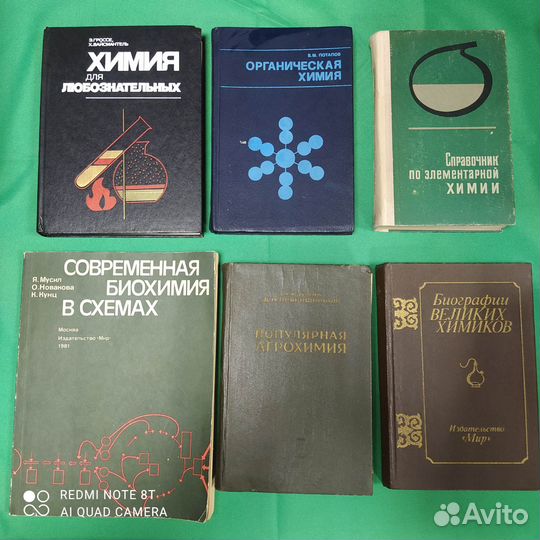 Э. ГРОССЕ,
Х. ВАЙСМАНТЕЛЬ
ХИМИЯ
ДЛЯ
ЛЮБОЗНАТЕЛЬНЫХ
В.М. ПОТАПОВ
ОРГАНИЧЕСКАЯ
ХИМИЯ
СПРАВОЧНИК
ПО ЭЛЕМЕНТАРНОЙ
ХИМИИ
Я. Мусил
О. Новакова
К. Кунц
СОВРЕМЕННАЯ
БИОХИМИЯ
В СХЕМАХ
Москва
Издательство «Мир»
1981
ПОПУЛЯРНАЯ
АГРОХИМИЯ
Биографии
ВЕЛИКИХ
ХИМИКОВ
Издательство
«Мир»
REDMI NOTE 8T
AI QUAD CAMERA
Avito